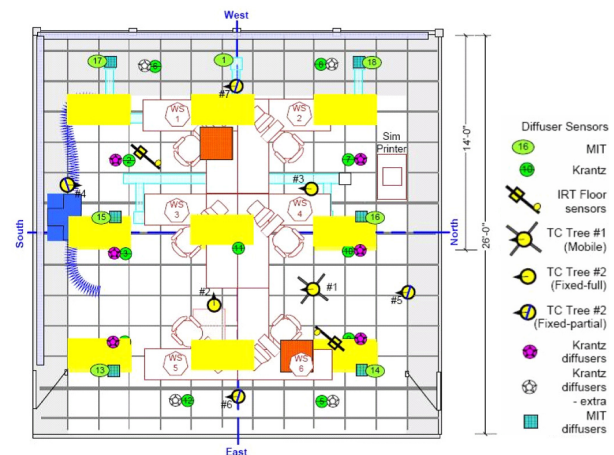 West
17
1
18
#7
WS
1
WS
2
Sim
Printer
#3
#4
WS
3
WS
4
15
16
South
North
11
#2
#1
#5
WS
5
WS
6
13
14
12
#6
East
14'-0"
26'-0"
Diffuser Sensors
16
MIT
10
Krantz
IRT Floor
sensors
TC Tree #1
(Mobile)
TC Tree #2
(Fixed-full)
TC Tree #2
(Fixed-partial)
Krantz
diffusers
Krantz
diffusers
- extra
MIT
diffusers